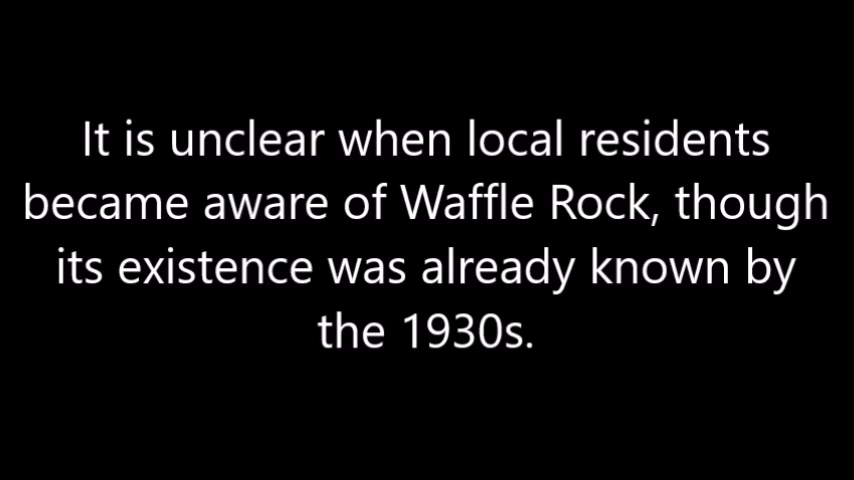 It is unclear when local residents
became aware of Waffle Rock, though
its existence was already known by
the 1930s.